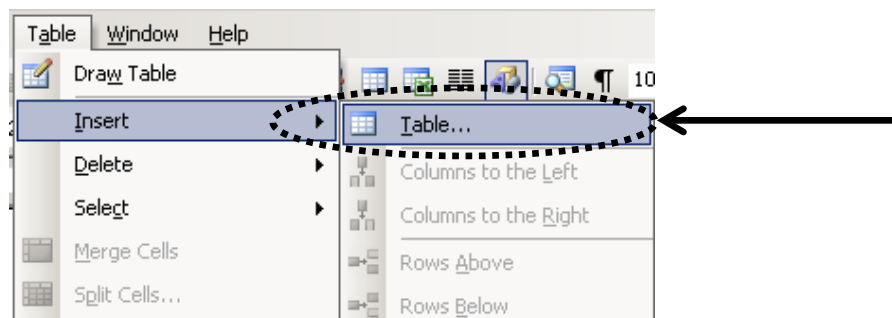 Table Window Help
Draw Table
¶ 10
Insert
Table...
Delete
Columns to the Left
Select
Columns to the Right
Merge Cells
Rows Above
Split Cells...
Rows Below